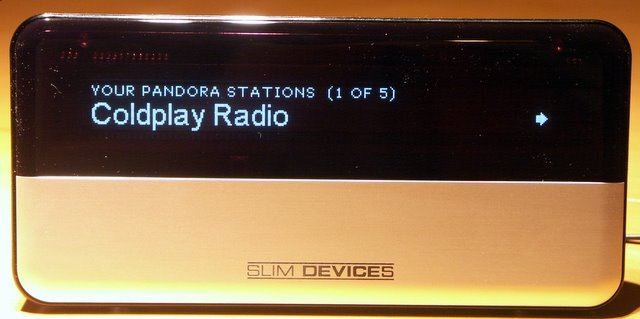 YOUR PANDORA STATIONS (1 OF 5)
Coldplay Radio
SLIM DEVICES